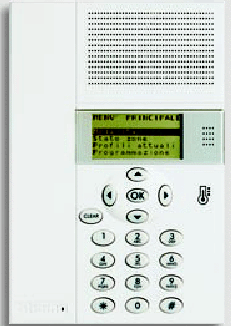 MENU' PRINCIPALE
Stato zone
Profili attuali
Programmazione
OK
CLEAR
1 2 3
4 5 6
7 8 9
* 0 #